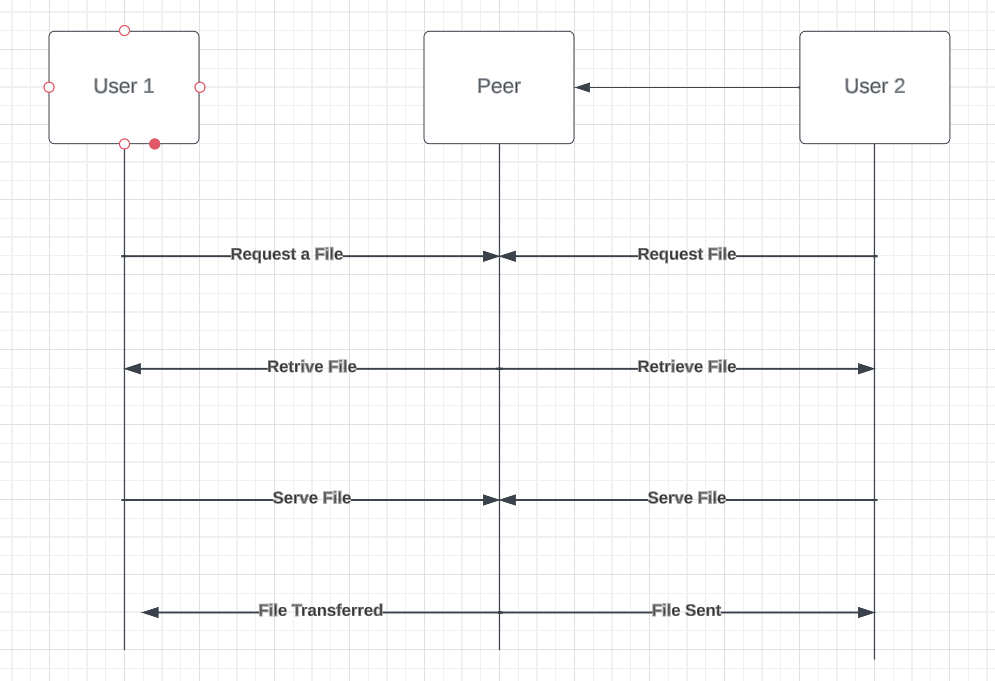 User 1
Peer
User 2
Request a File
Request File
Retrive File
Retrieve File
Serve File
Serve File
File Transferred
File Sent